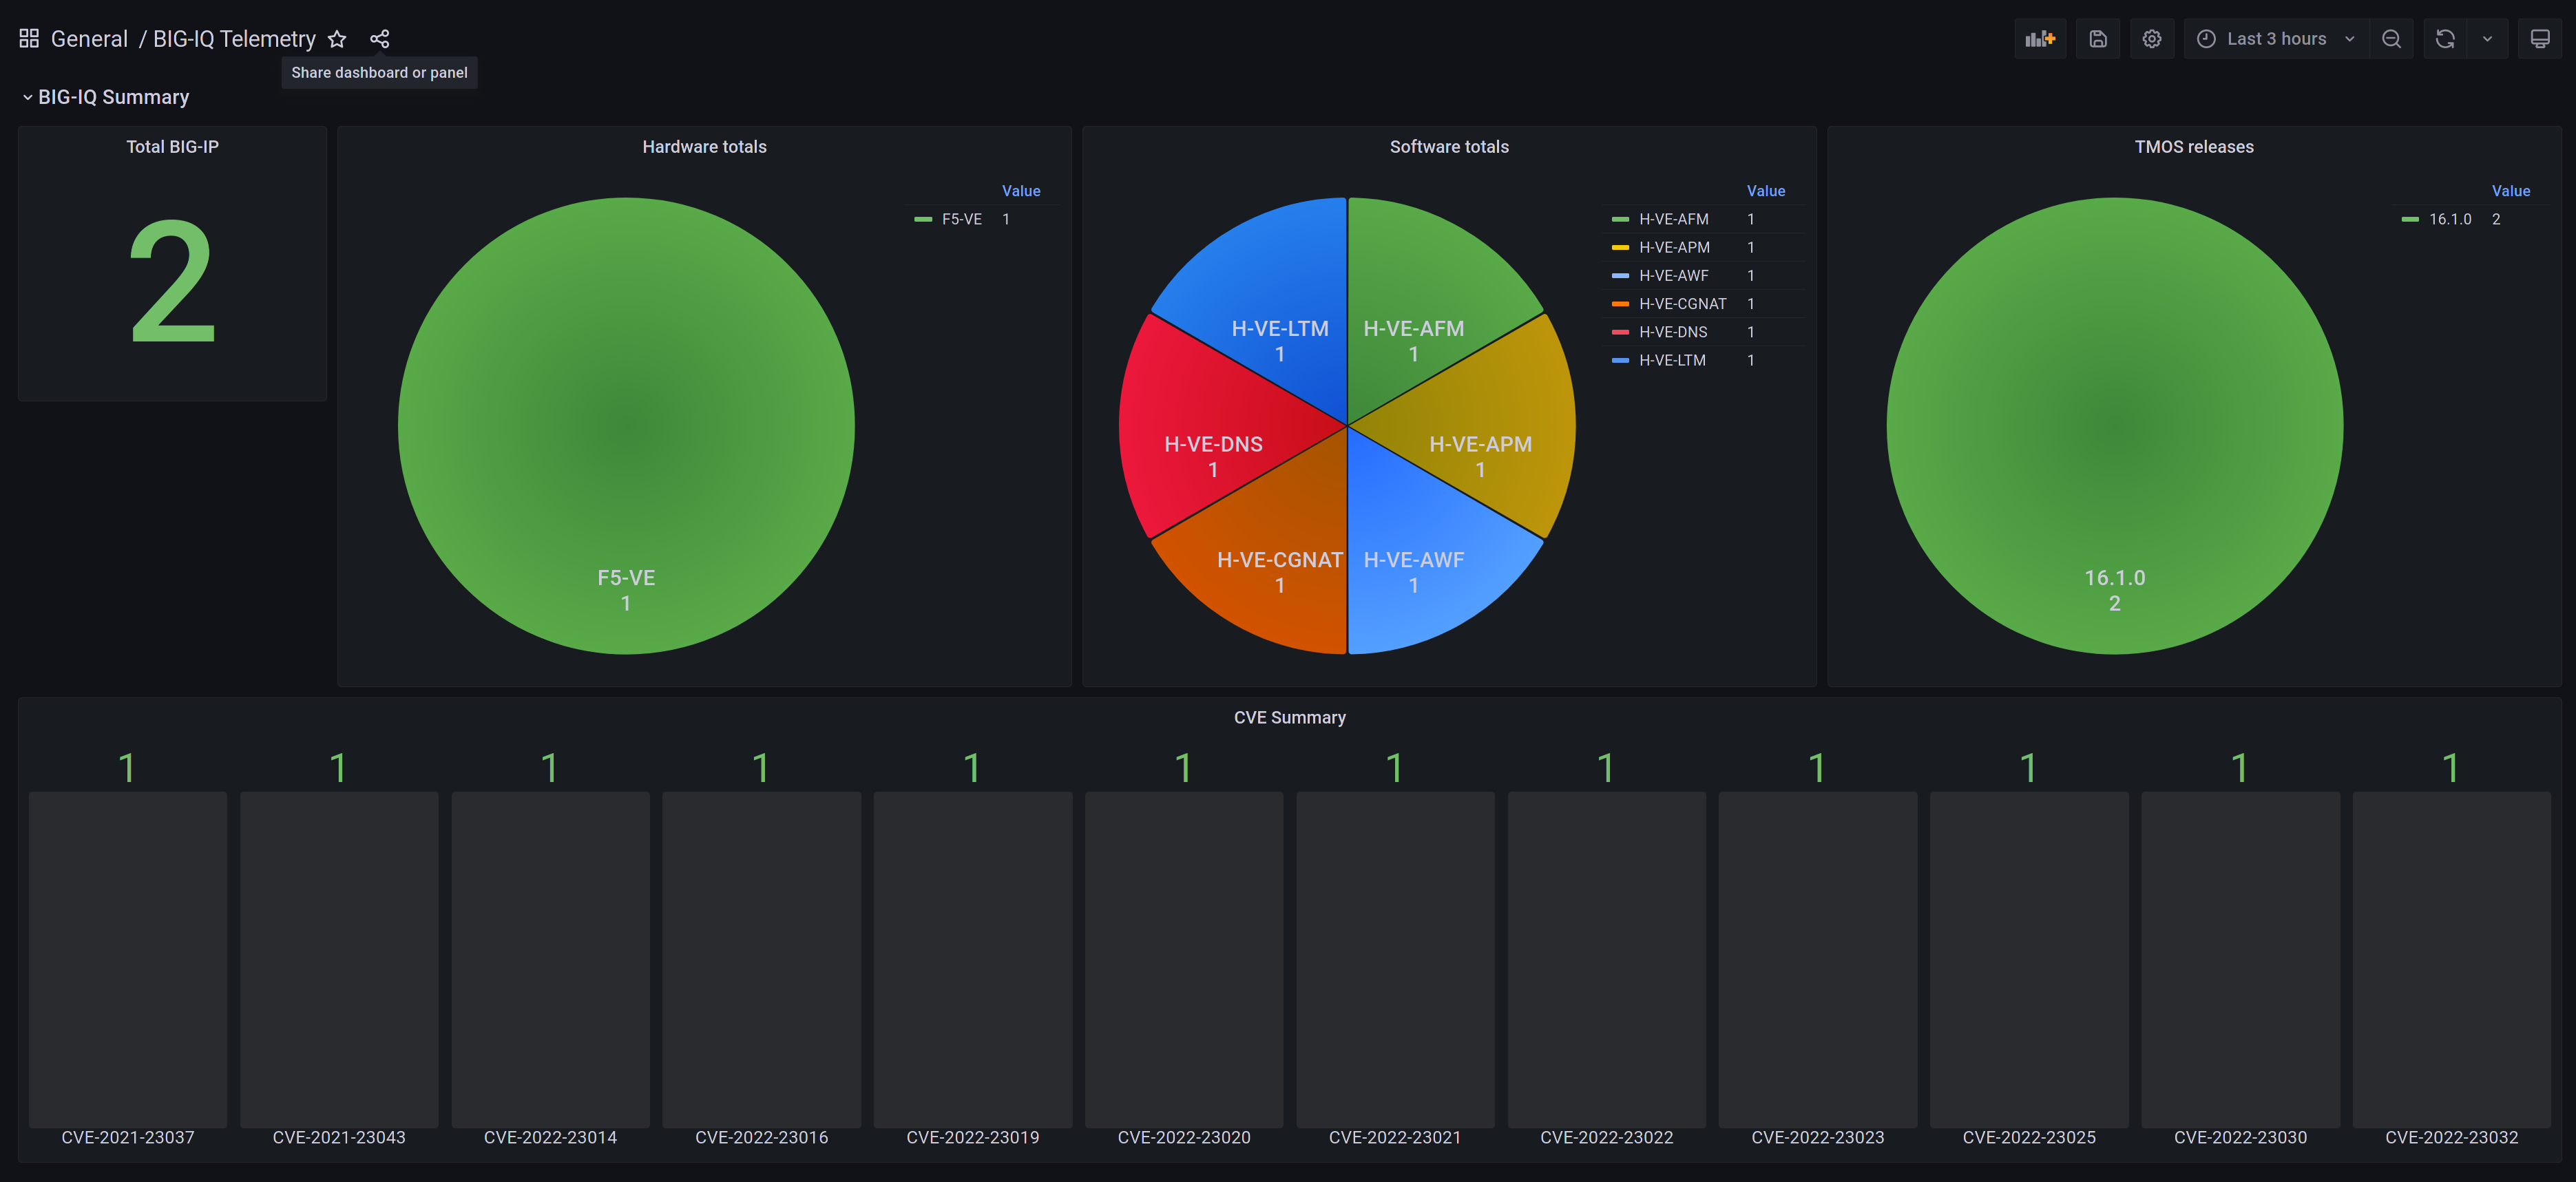 General / BIG-IQ Telemetry
Last 3 hours
Share dashboard or panel
BIG-IQ Summary
Total BIG-IP
2
Hardware totals
Value
F5-VE 1
F5-VE
1
Software totals
Value
H-VE-AFM 1
H-VE-APM 1
H-VE-AWF 1
H-VE-CGNAT 1
H-VE-DNS 1
H-VE-LTM 1
H-VE-LTM
1
H-VE-AFM
1
H-VE-DNS
1
H-VE-APM
1
H-VE-CGNAT
1
H-VE-AWF
1
TMOS releases
Value
16.1.0 2
16.1.0
2
CVE Summary
1 1 1 1 1 1 1 1 1 1 1 1
CVE-2021-23037 CVE-2021-23043 CVE-2022-23014 CVE-2022-23016 CVE-2022-23019 CVE-2022-23020 CVE-2022-23021 CVE-2022-23022 CVE-2022-23023 CVE-2022-23025 CVE-2022-23030 CVE-2022-23032